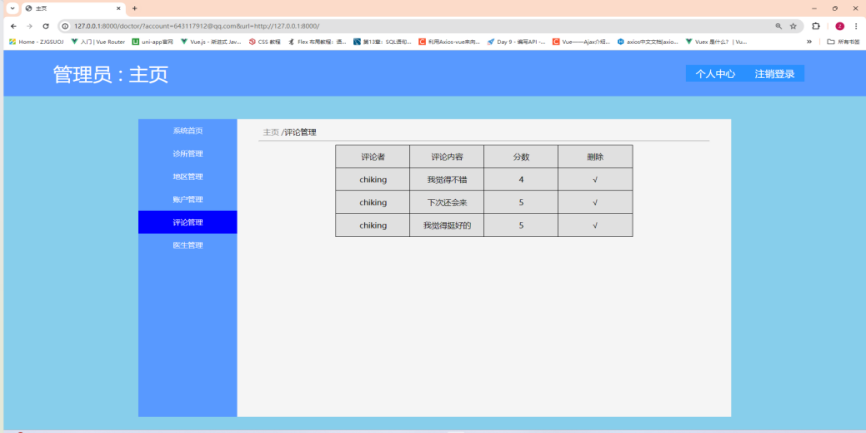 主页
127.0.0.1:8000/doctor/?account=643117912@qq.com&url=http://127.0.0.1:8000/
Home - ZJGSUOJ 入门 | Vue Router uni-app官网 Vue.js - 渐进式 Jav... CSS 教程 Flex 布局教程：语... 第13章：SQL语句... 利用Axios-vue来向... Day 9 - 编写API -... Vue——Ajax介绍... axios中文文档|axio... Vuex 是什么? | Vu... 所有书签
管理员：主页 个人中心 注销登录
系统首页
诊所管理
地区管理
账户管理
评论管理
医生管理
主页 /评论管理
评论者 评论内容 分数 删除
chiking 我觉得不错 4 √
chiking 下次还会来 5 √
chiking 我觉得挺好的 5 √